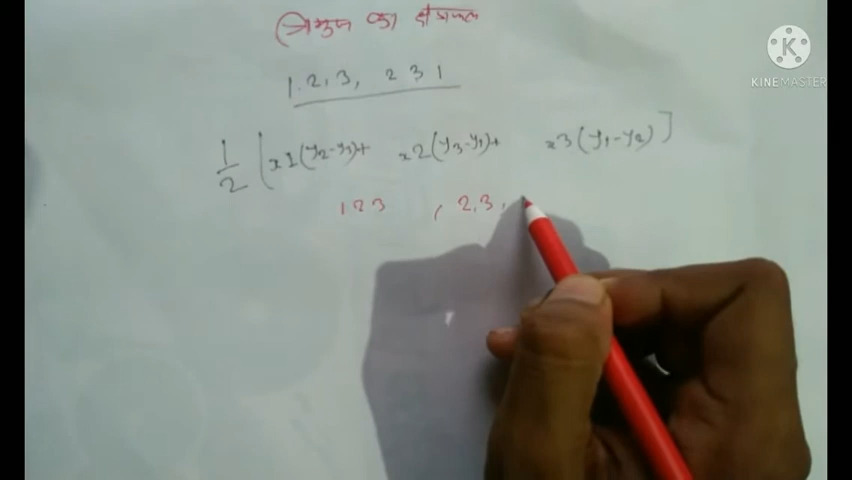 त्रिभुज का क्षेत्रफल
1.2,3, 2 3 1
1/2 [x1(y2-y3)+ x2(y3-y1)+ x3(y1-y2)]
1 2 3 , 2,3,
K
KINEMASTER